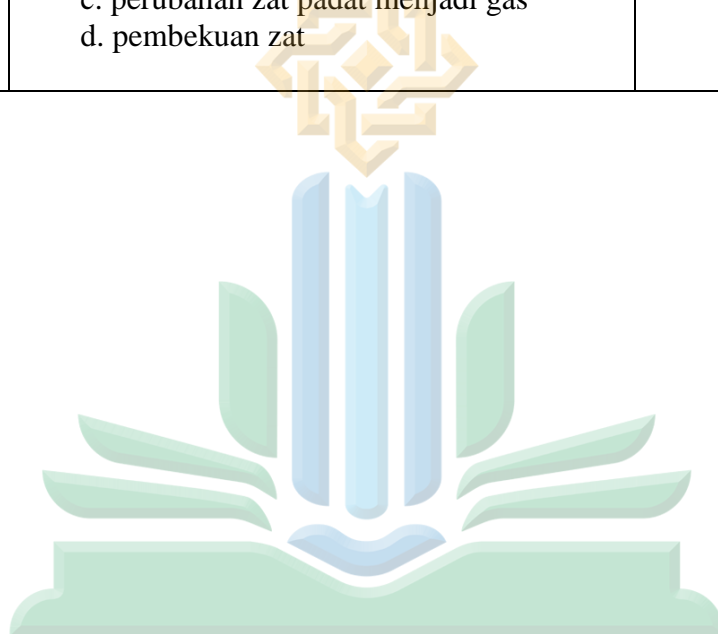 c. perubahan zat padat menjadi gas
d. pembekuan zat